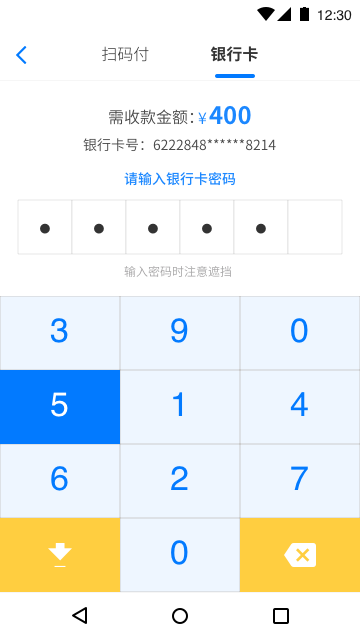 12:30
扫码付 银行卡
需收款金额：¥400
银行卡号：6222848******8214
请输入银行卡密码
输入密码时注意遮挡
3 9 0
5 1 4
6 2 7
0